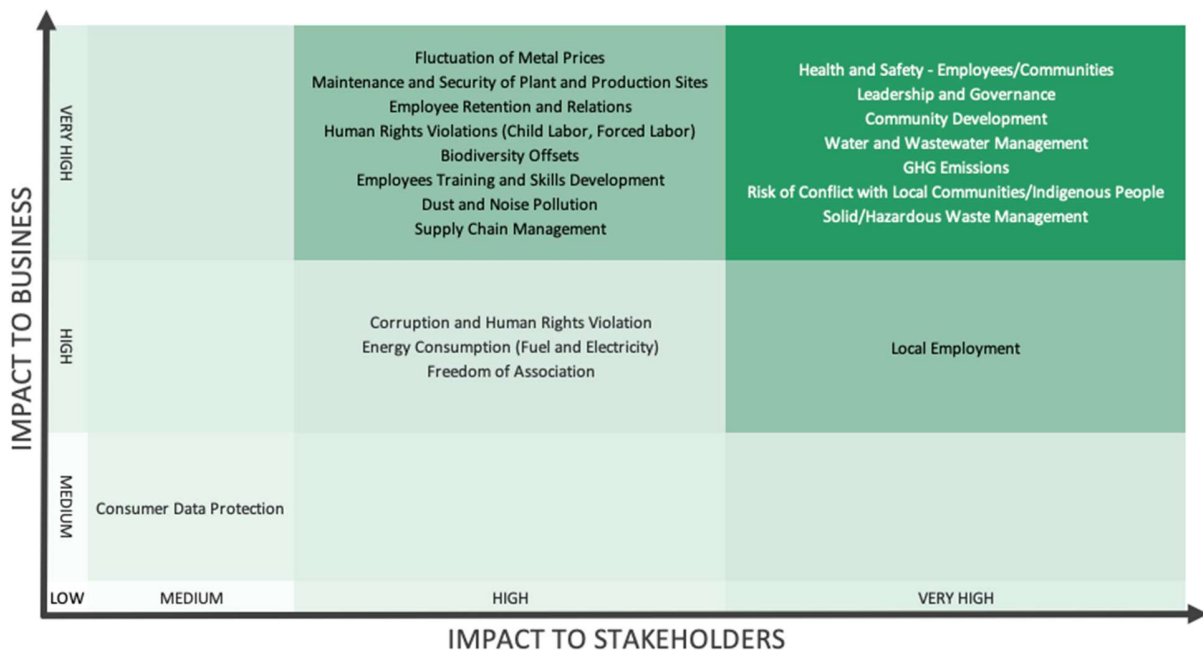 IMPACT TO BUSINESS
VERY HIGH
Fluctuation of Metal Prices
Maintenance and Security of Plant and Production Sites
Employee Retention and Relations
Human Rights Violations (Child Labor, Forced Labor)
Biodiversity Offsets
Employees Training and Skills Development
Dust and Noise Pollution
Supply Chain Management
Health and Safety - Employees/Communities
Leadership and Governance
Community Development
Water and Wastewater Management
GHG Emissions
Risk of Conflict with Local Communities/Indigenous People
Solid/Hazardous Waste Management
HIGH
Corruption and Human Rights Violation
Energy Consumption (Fuel and Electricity)
Freedom of Association
Local Employment
MEDIUM
Consumer Data Protection
LOW
MEDIUM
HIGH
VERY HIGH
IMPACT TO STAKEHOLDERS